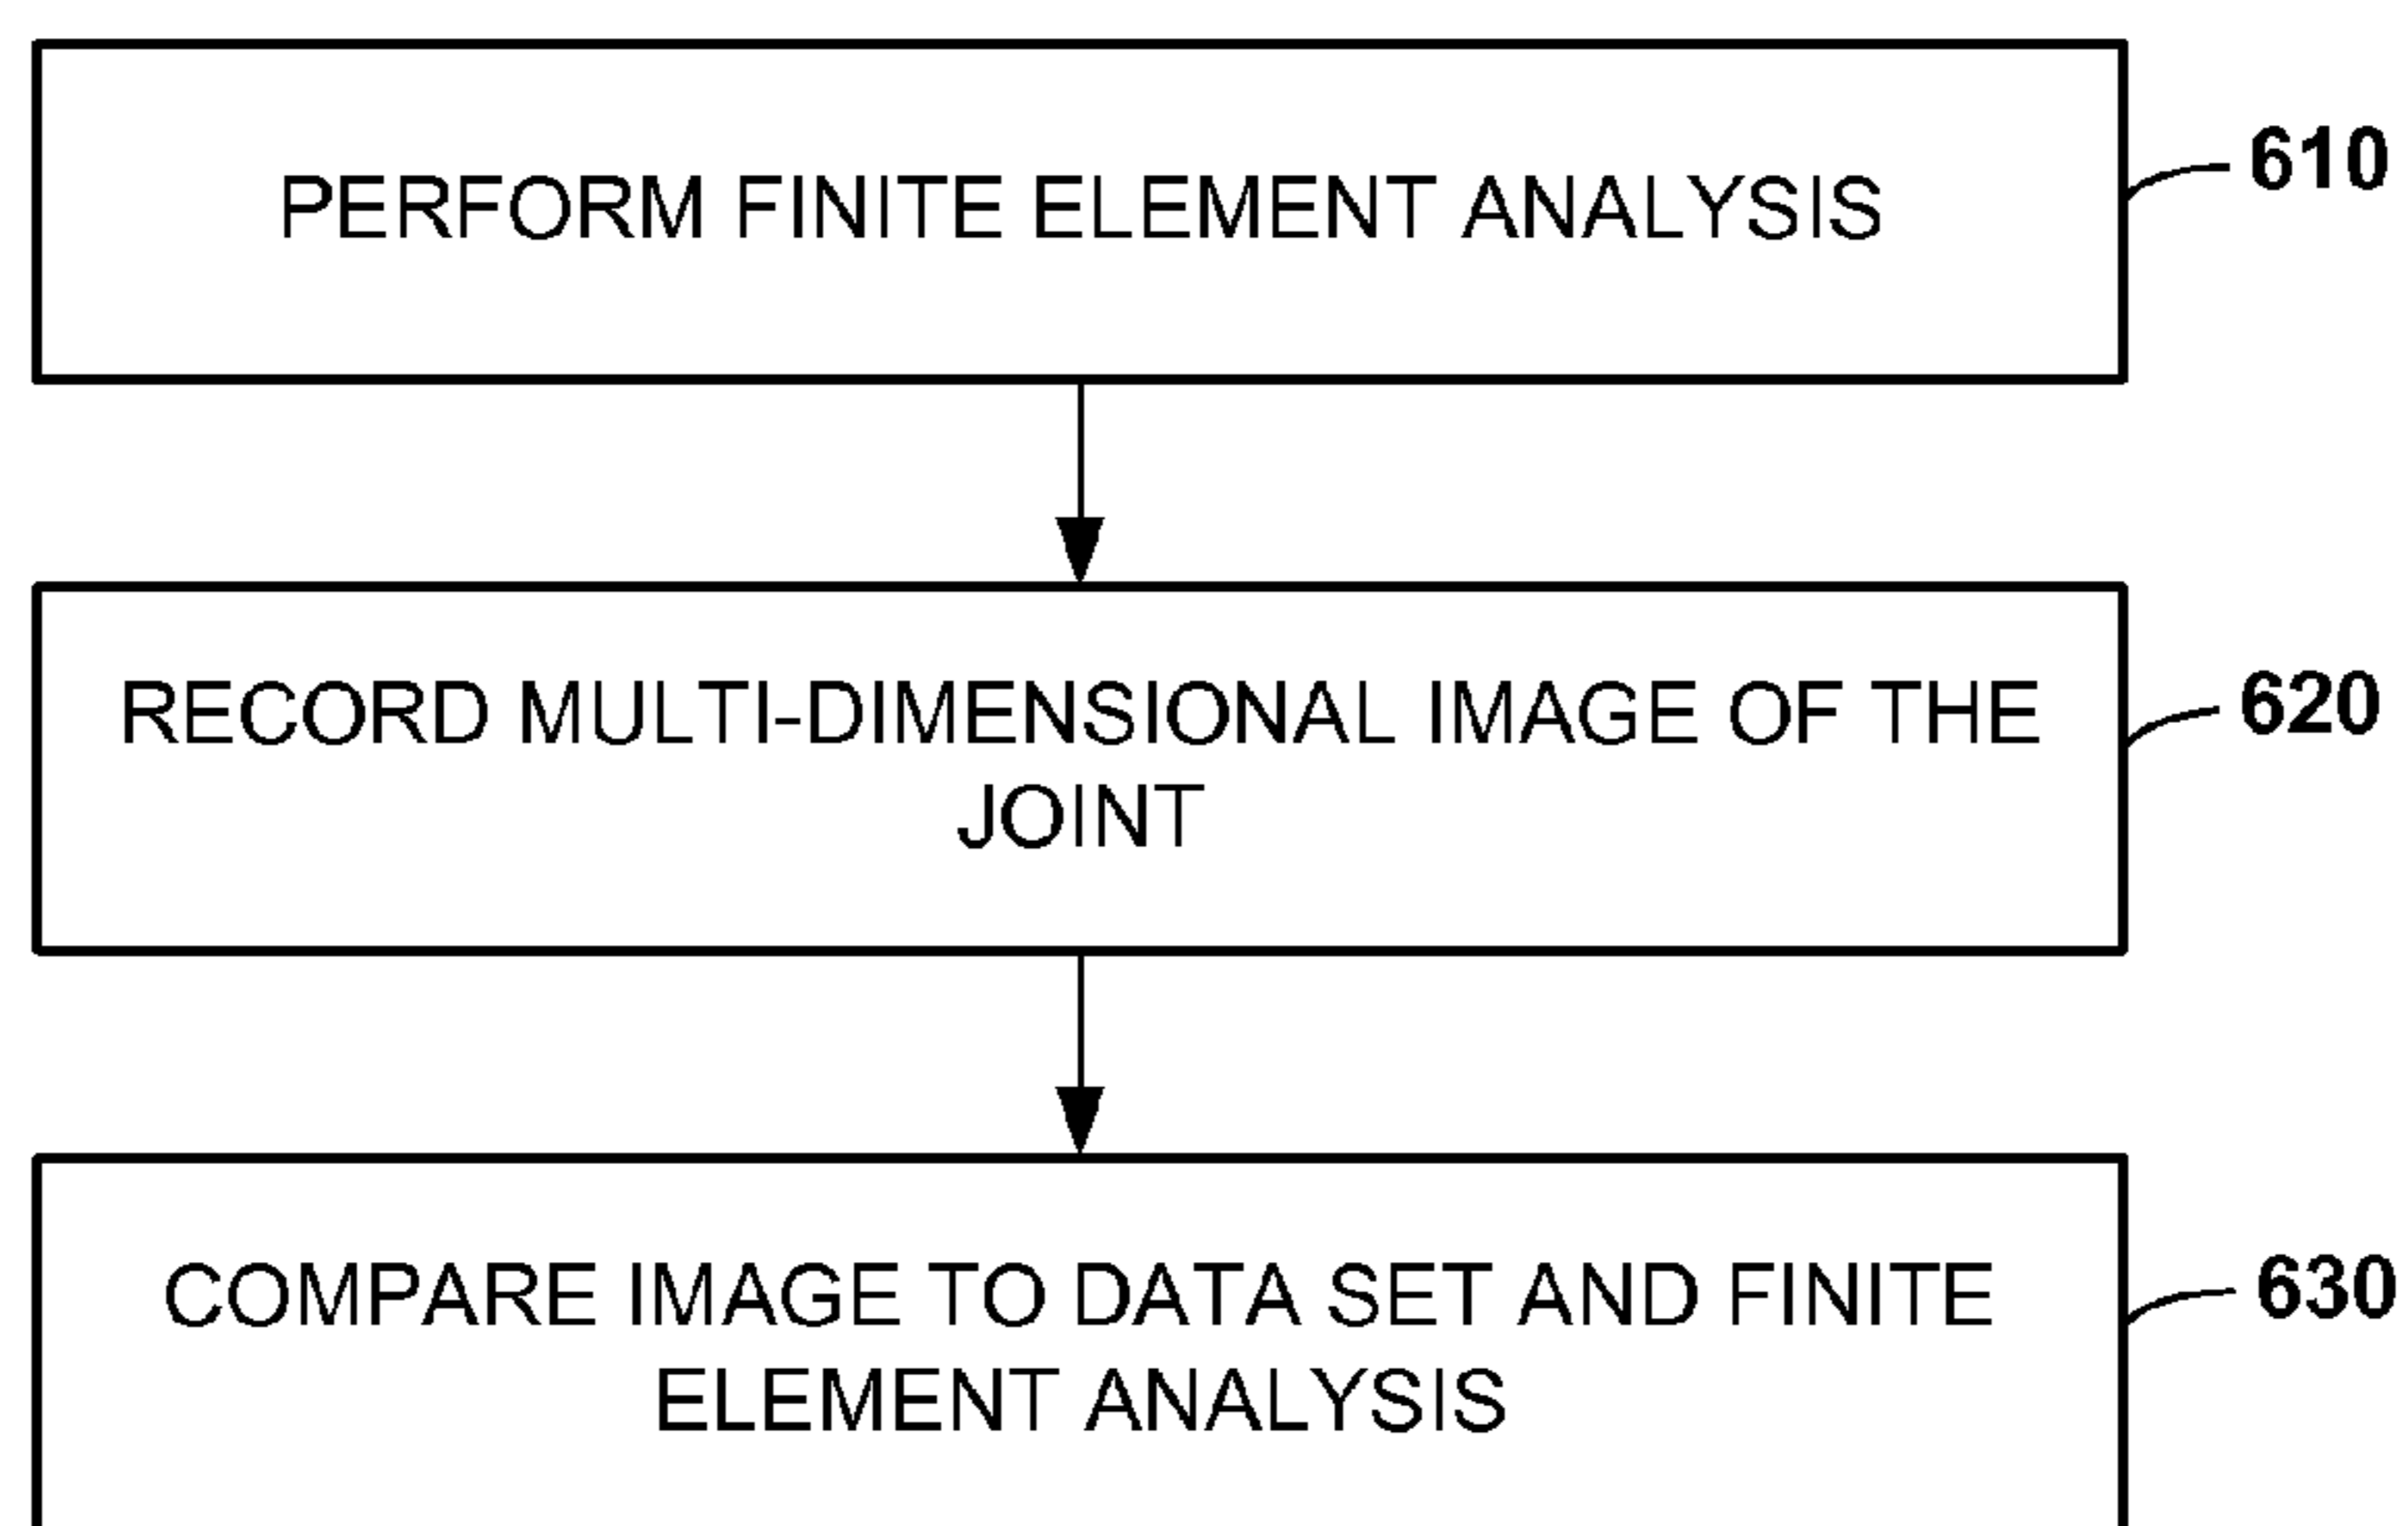 PERFORM FINITE ELEMENT ANALYSIS
610
RECORD MULTI-DIMENSIONAL IMAGE OF THE
JOINT
620
COMPARE IMAGE TO DATA SET AND FINITE
ELEMENT ANALYSIS
630